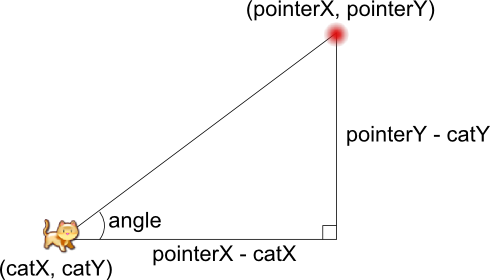 (pointerX, pointerY)
pointerY - catY
angle
pointerX - catX
(catX, catY)